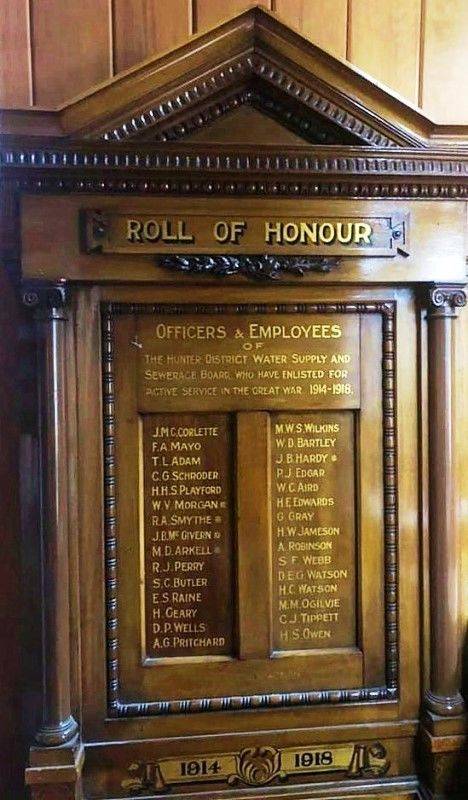 ROLL OF HONOUR
OFFICERS & EMPLOYEES
OF
THE HUNTER DISTRICT WATER SUPPLY AND
SEWERAGE BOARD, WHO HAVE ENLISTED FOR
ACTIVE SERVICE IN THE GREAT WAR. 1914-1918.
J.M.C. CORLETTE
F.A. MAYO
T.L. ADAM
C.G. SCHRODER
H.H.S. PLAYFORD
W.V. MORGAN *
R.A. SMYTHE *
J.B. Mc GIVERN *
M.D. ARKELL *
R.J. PERRY
S.C. BUTLER
E.S. RAINE
H. GEARY
D.P. WELLS
A.G. PRITCHARD
M.W.S. WILKINS
W.D. BARTLEY
J.B. HARDY *
P.J. EDGAR
W.C. AIRD
H.E. EDWARDS
G. GRAY
H.W. JAMESON
A. ROBINSON
S.F. WEBB
D.E.G. WATSON
H.C. WATSON
M.M. OGILVIE
C.J. TIPPETT
H.S. OWEN
1914 1918